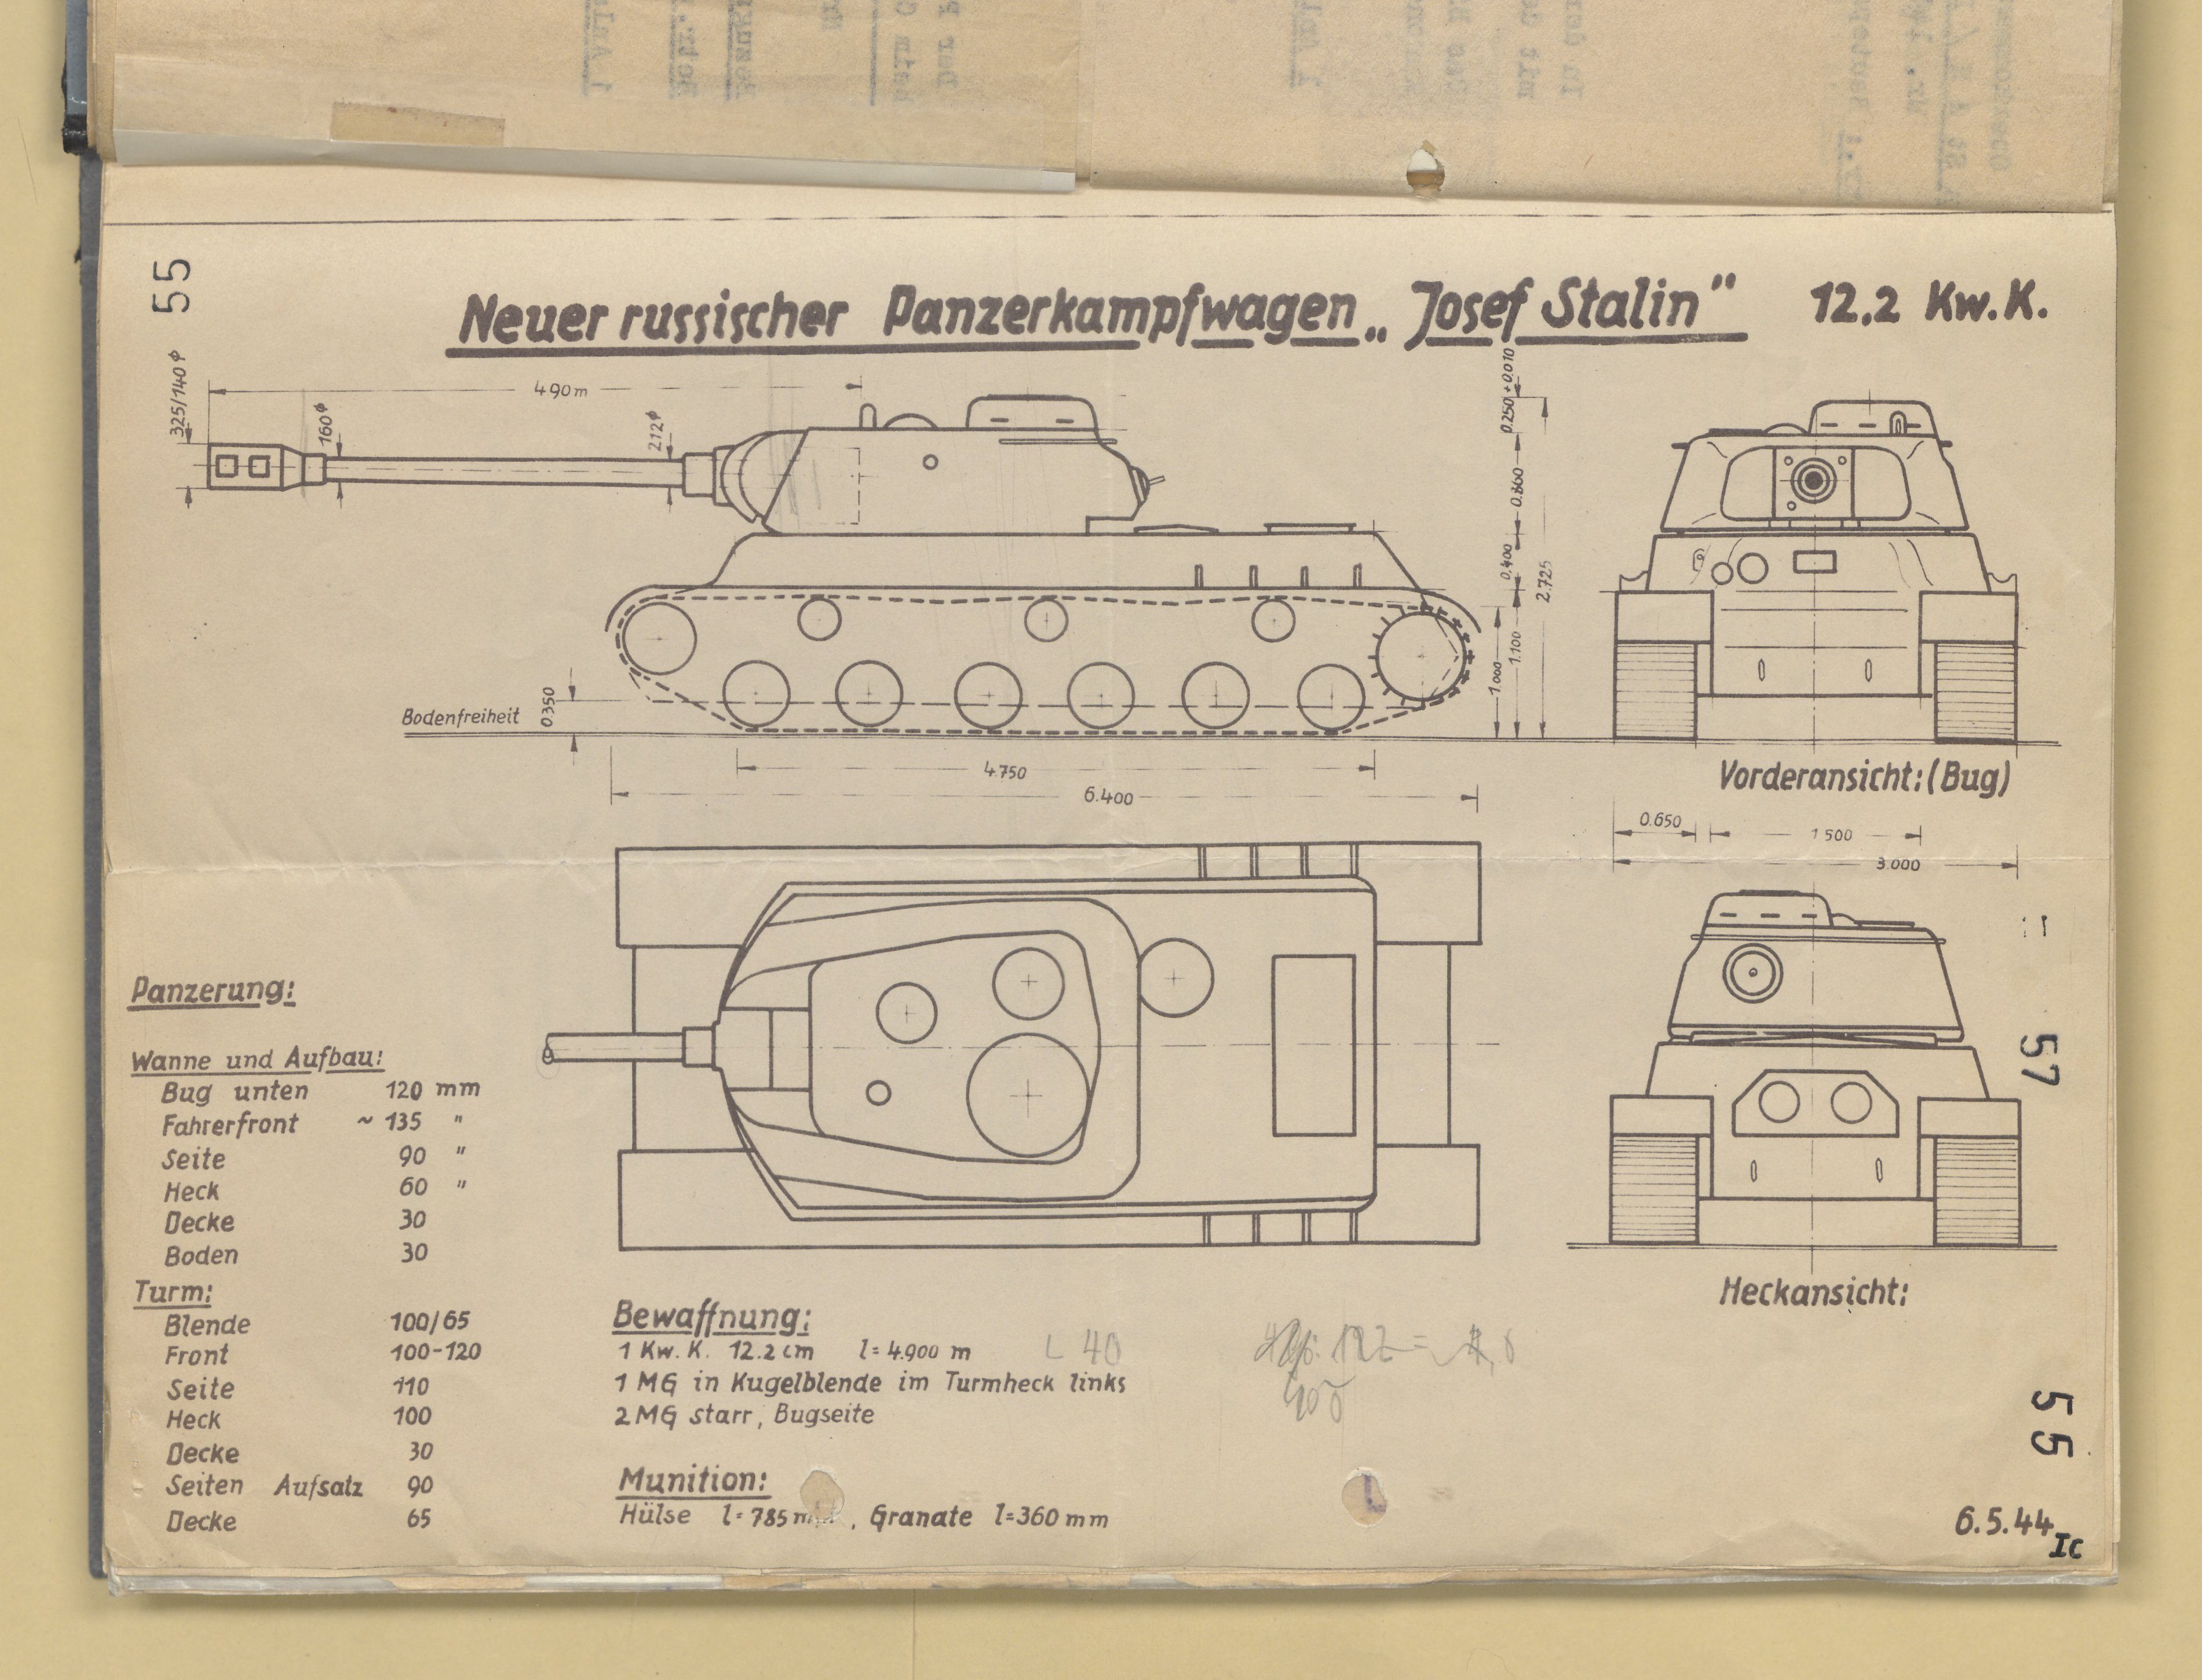 55
Neuer russischer Panzerkampfwagen „Josef Stalin" 12.2 Kw.K.
325/140⌀
4.90 m
160⌀
212⌀
0.250 + 0.010
0.860
0.400
2.725
1.100
1.000
Bodenfreiheit
0.350
4.750
6.400
Vorderansicht: (Bug)
0.650
1 500
3.000
57
Panzerung:
Wanne und Aufbau:
Bug unten 120 mm
Fahrerfront ~ 135 "
Seite 90 "
Heck 60 "
Decke 30
Boden 30
Turm:
Blende 100/65
Front 100-120
Seite 110
Heck 100
Decke 30
Seiten Aufsalz 90
Decke 65
Bewaffnung:
1 Kw. K. 12.2 cm l = 4.900 m L 40
1 MG in Kugelblende im Turmheck links
2 MG starr, Bugseite
Munition:
Hülse l = 785 , Granate l = 360 mm
Heckansicht:
55
6.5.44
Ic